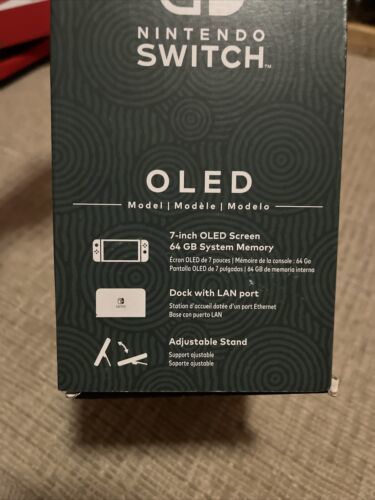 NINTENDO
SWITCH™
OLED
Model | Modèle | Modelo
7-inch OLED Screen
64 GB System Memory
Écran OLED de 7 pouces | Mémoire de la console : 64 Go
Pantalla OLED de 7 pulgadas | 64 GB de memoria interna
Dock with LAN port
Station d'accueil dotée d'un port Ethernet
Base con puerto LAN
Adjustable Stand
Support ajustable
Soporte ajustable